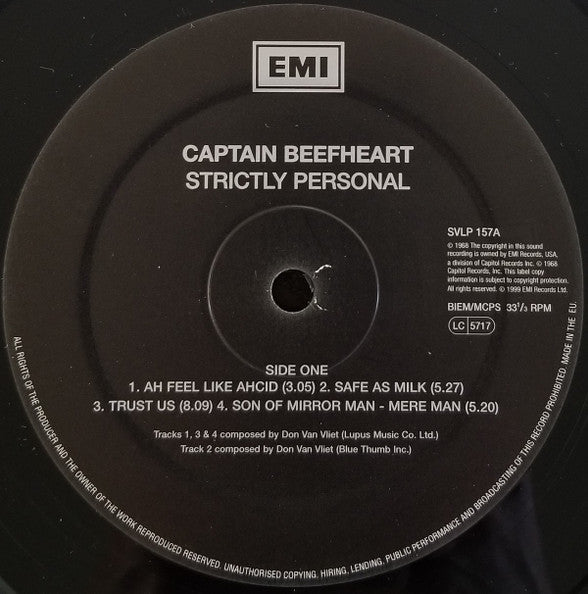 EMI
CAPTAIN BEEFHEART
STRICTLY PERSONAL
SVLP 157A
© 1968 The copyright in this sound
recording is owned by EMI Records, USA,
a division of Capitol Records Inc. ℗ 1968
Capitol Records, Inc. This label copy
information is subject to copyright protection.
All rights reserved. © 1999 EMI Records Ltd.
BIEM/MCPS 33⅓ RPM
LC 5717
SIDE ONE
1. AH FEEL LIKE AHCID (3.05) 2. SAFE AS MILK (5.27)
3. TRUST US (8.09) 4. SON OF MIRROR MAN - MERE MAN (5.20)
Tracks 1, 3 & 4 composed by Don Van Vliet (Lupus Music Co. Ltd.)
Track 2 composed by Don Van Vliet (Blue Thumb Inc.)
ALL RIGHTS OF THE PRODUCER AND THE OWNER OF THE WORK REPRODUCED RESERVED. UNAUTHORISED COPYING, HIRING, LENDING, PUBLIC PERFORMANCE AND BROADCASTING OF THIS RECORD PROHIBITED. MADE IN THE EU.